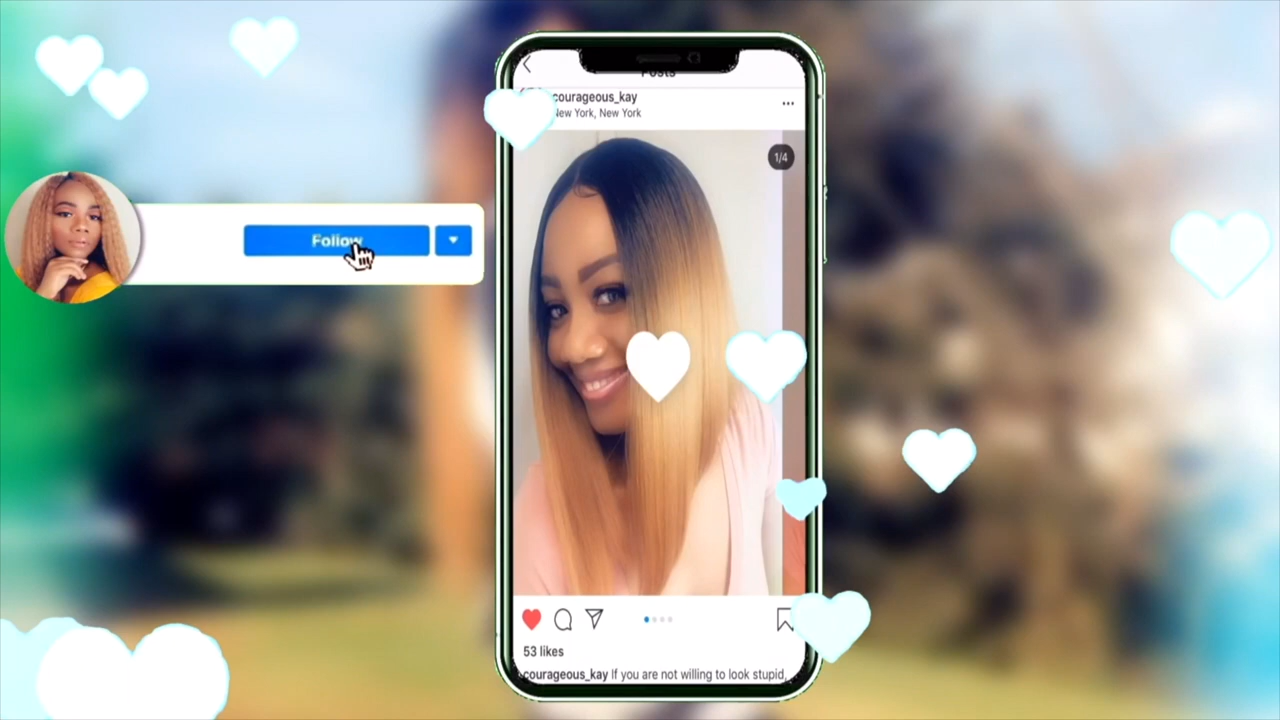 Posts
courageous_kay
New York, New York
1/4
Follow
53 likes
courageous_kay If you are not willing to look stupid,